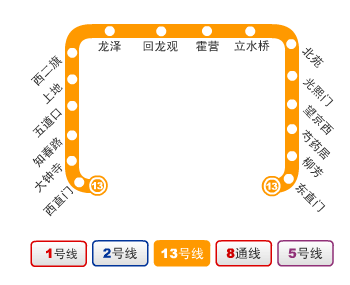 龙泽
回龙观
霍营
立水桥
西二旗
上地
五道口
知春路
大钟寺
西直门
北苑
光熙门
望京西
芍药居
柳芳
东直门
13
13
1号线
2号线
13号线
8通线
5号线